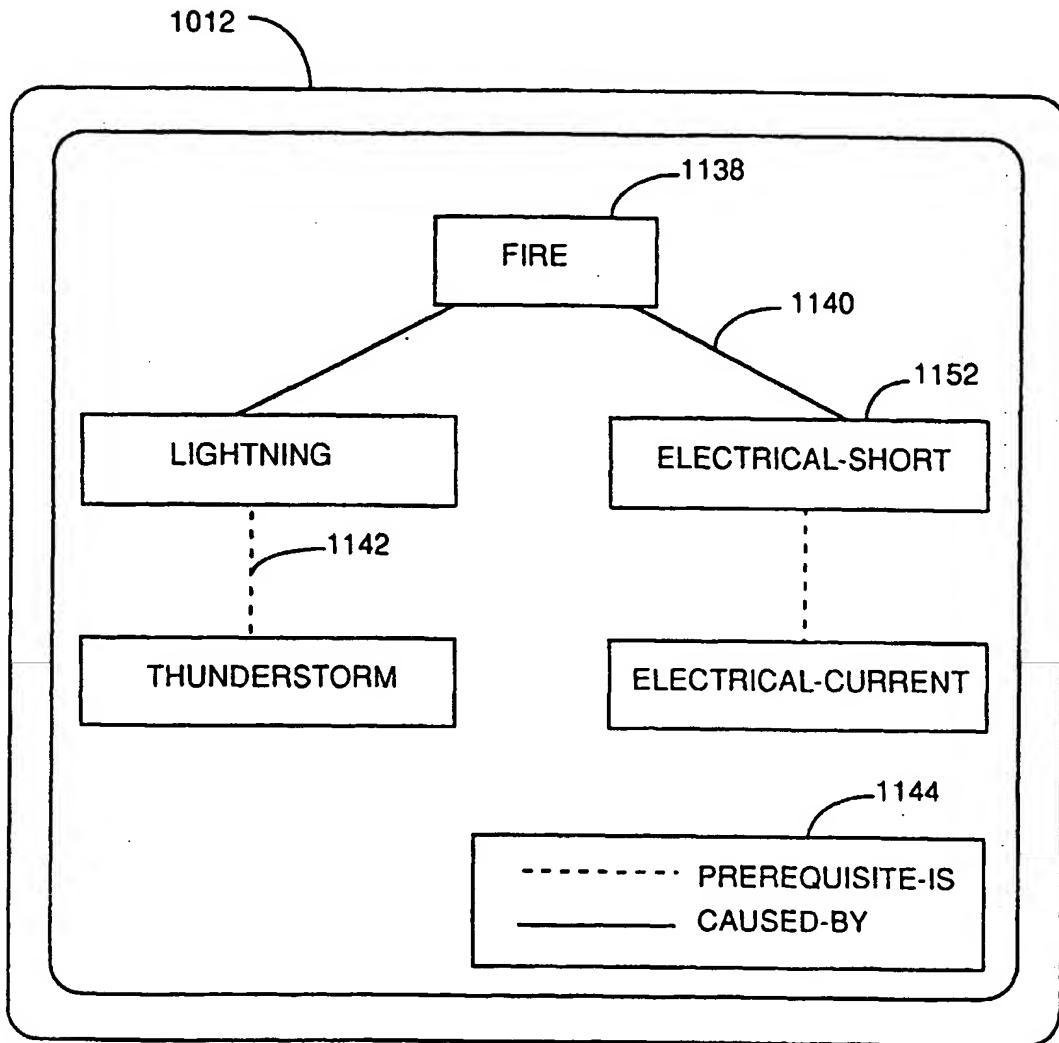 1012
1138
FIRE
1140
1152
LIGHTNING
ELECTRICAL-SHORT
1142
THUNDERSTORM
ELECTRICAL-CURRENT
1144
PREREQUISITE-IS
CAUSED-BY